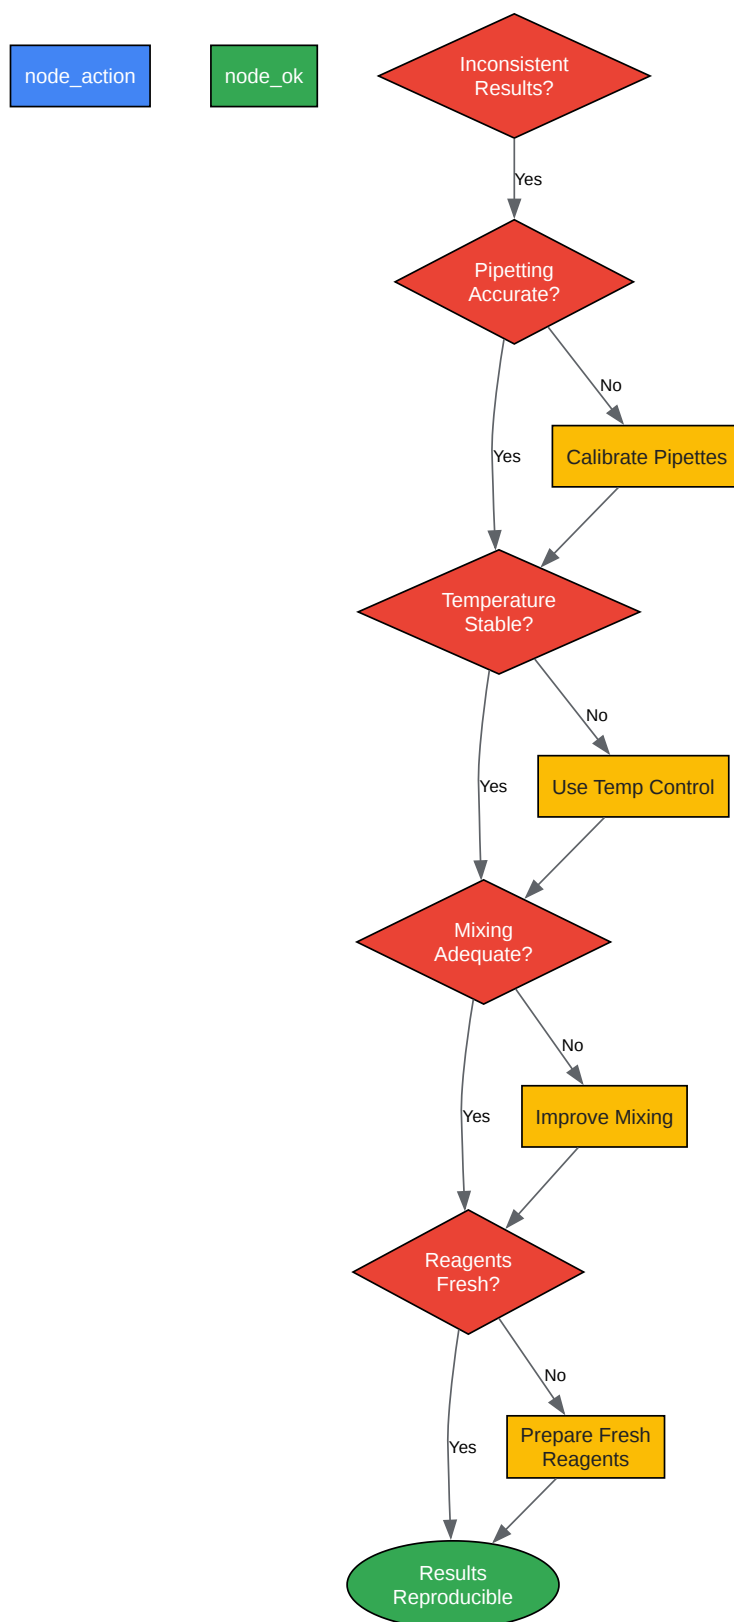 node_action
node_ok
Inconsistent
Results?
Yes
Pipetting
Accurate?
No
Yes
Calibrate Pipettes
Temperature
Stable?
No
Yes
Use Temp Control
Mixing
Adequate?
No
Yes
Improve Mixing
Reagents
Fresh?
No
Yes
Prepare Fresh
Reagents
Results
Reproducible